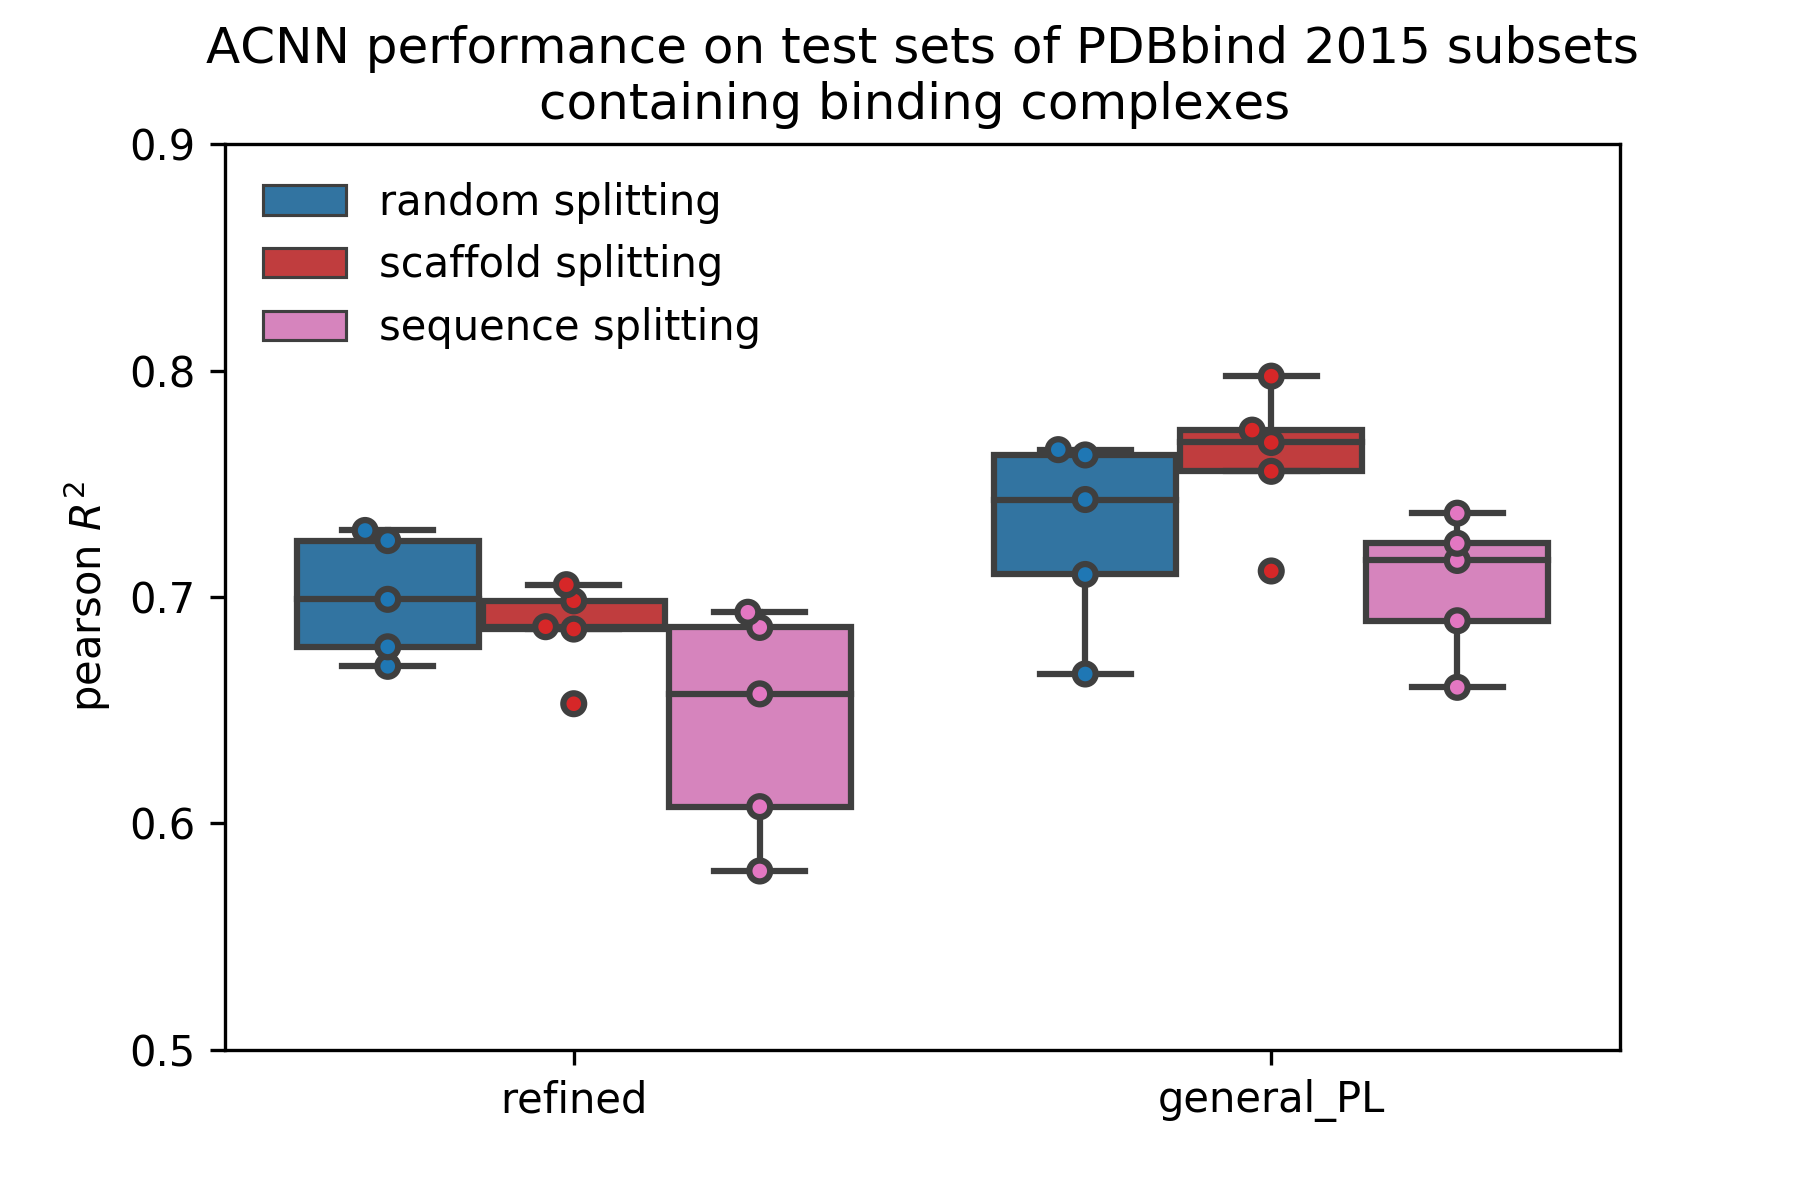 ACNN performance on test sets of PDBbind 2015 subsets
containing binding complexes
0.9
0.8
0.7
0.6
0.5
pearson R²
random splitting
scaffold splitting
sequence splitting
refined
general_PL